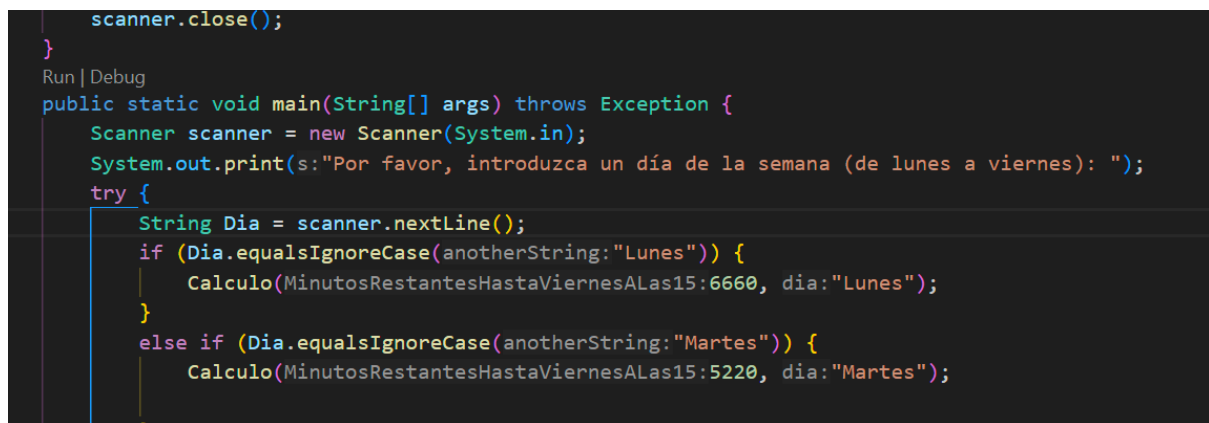 scanner.close();
}
Run | Debug
public static void main(String[] args) throws Exception {
Scanner scanner = new Scanner(System.in);
System.out.print(s:"Por favor, introduzca un día de la semana (de lunes a viernes): ");
try {
String Dia = scanner.nextLine();
if (Dia.equalsIgnoreCase(anotherString:"Lunes")) {
Calculo(MinutosRestantesHastaViernesALas15:6660, dia:"Lunes");
}
else if (Dia.equalsIgnoreCase(anotherString:"Martes")) {
Calculo(MinutosRestantesHastaViernesALas15:5220, dia:"Martes");